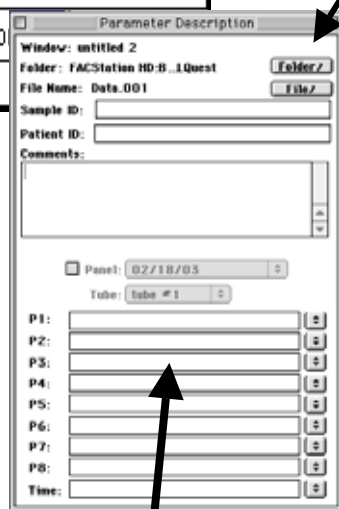 Parameter Description
Window: untitled 2
Folder: FACStation HD:B...LQuest Folder/
File Name: Data.001 File/
Sample ID:
Patient ID:
Comments:
Panel: 02/18/03
Tube: tube #1
P1:
P2:
P3:
P4:
P5:
P6:
P7:
P8:
Time: